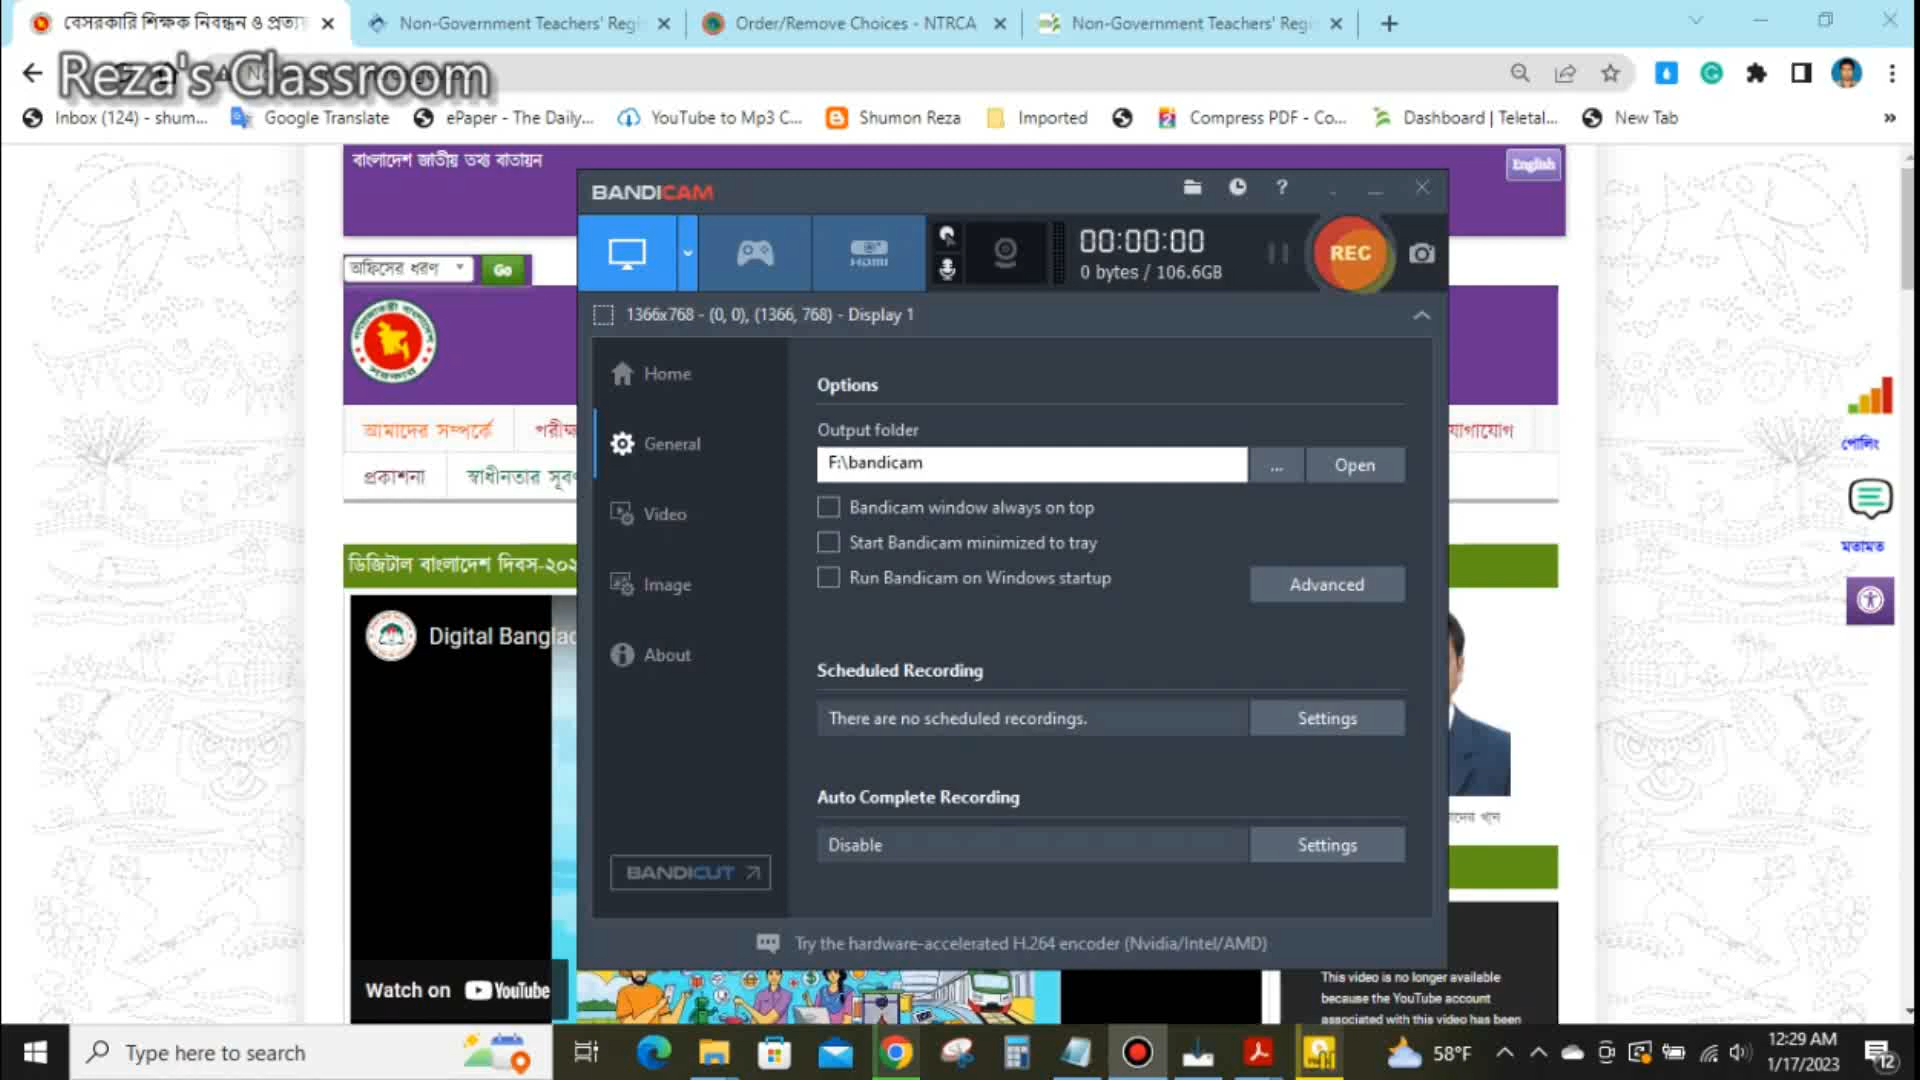 বেসরকারি শিক্ষক নিবন্ধন ও প্রত্যয়
Non-Government Teachers' Regi
Order/Remove Choices - NTRCA
Non-Government Teachers' Regi
Reza's Classroom
Inbox (124) - shum...
Google Translate
ePaper - The Daily...
YouTube to Mp3 C...
Shumon Reza
Imported
Compress PDF - Co...
Dashboard | Teletal...
New Tab
»
বাংলাদেশ জাতীয় তথ্য বাতায়ন
English
অফিসের ধরণ
Go
আমাদের সম্পর্কে
প্রকাশনা
ডিজিটাল বাংলাদেশ দিবস-২০২
Digital Banglad
Watch on YouTube
BANDICAM
?
HDMI
00:00:00
0 bytes / 106.6GB
REC
1366x768 - (0, 0), (1366, 768) - Display 1
Home
General
Video
Image
About
BANDICUT
Options
Output folder
F:\bandicam
...
Open
Bandicam window always on top
Start Bandicam minimized to tray
Run Bandicam on Windows startup
Advanced
Scheduled Recording
There are no scheduled recordings.
Settings
Auto Complete Recording
Disable
Settings
Try the hardware-accelerated H.264 encoder (Nvidia/Intel/AMD)
পোলিং
মতামত
This video is no longer available
because the YouTube account
associated with this video has been
Type here to search
58°F
12:29 AM
1/17/2023
12